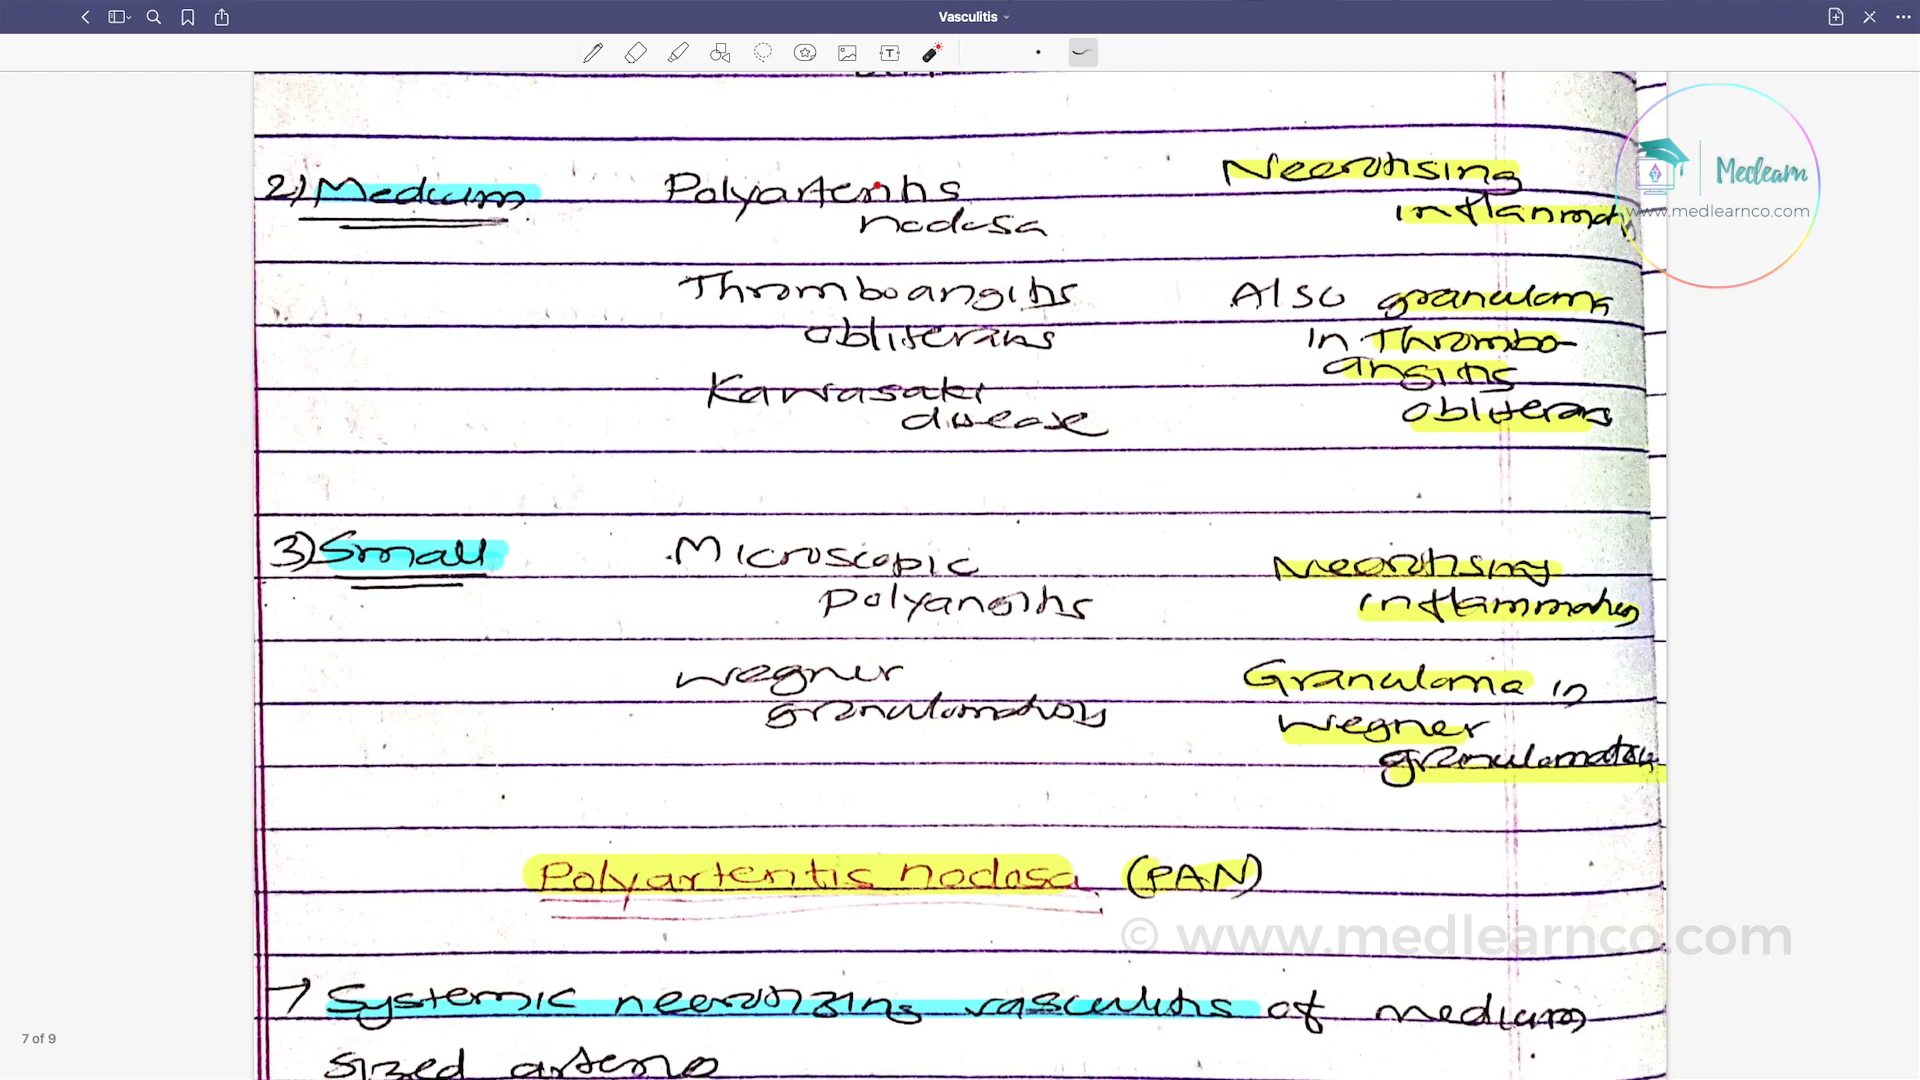 Vasculitis
2) Medium Polyarteritis Necrotising
nodosa inflammat
Thromboangitis Also granuloma
obliterans in Thrombo-
angitis
Kawasaki obliterans
disease
3) Small Microscopic Necrotising
Polyangitis inflammation
Wegner Granuloma in
granulomatosis Wegner
granulomatosis
Polyarteritis nodosa (PAN)
→ Systemic necrotizing vasculitis of medium
sized arteries
Medlearn
www.medlearnco.com
© www.medlearnco.com
7 of 9